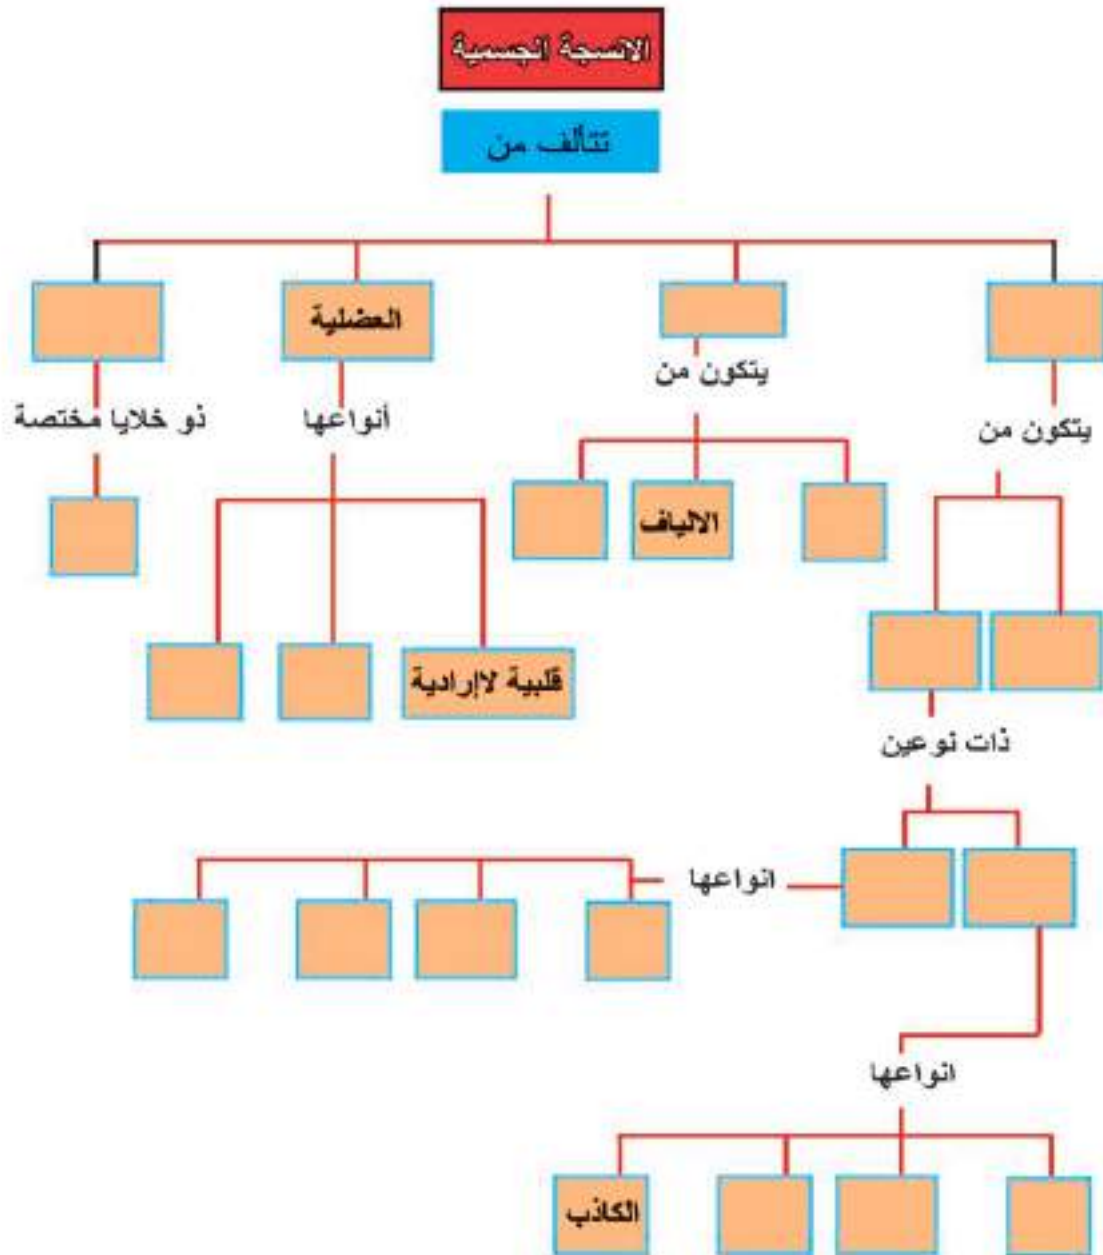 الانسجة الجسمية
تتألف من
العضلية
يتكون من
ذو خلايا مختصة
أنواعها
يتكون من
الالياف
قلبية لاإرادية
ذات نوعين
انواعها
انواعها
الكاذب